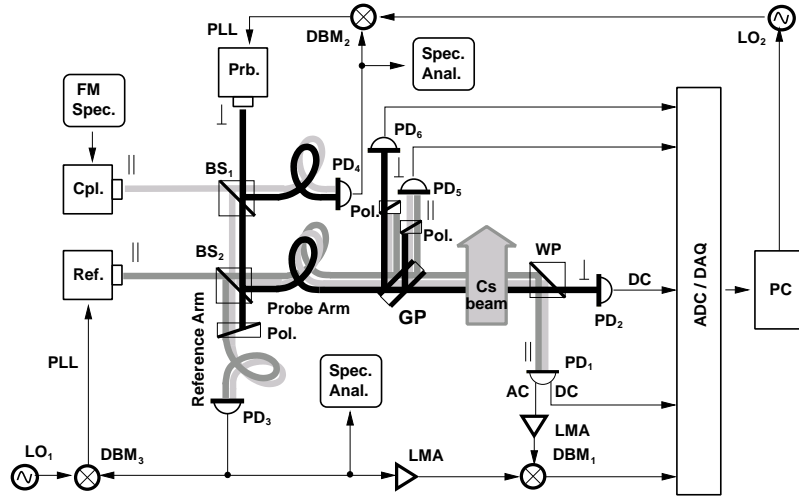 PLL
DBM2
LO2
Prb.
Spec.
Anal.
FM
Spec.
⊥
PD6
||
BS1
PD4
⊥
Cpl.
PD5
Pol.
||
Pol.
||
BS2
WP
⊥
Ref.
Cs
beam
DC
ADC / DAQ
PC
Probe Arm
GP
PD2
Reference Arm
Pol.
||
PD1
PLL
Spec.
Anal.
AC
DC
PD3
LMA
LO1
DBM3
LMA
DBM1